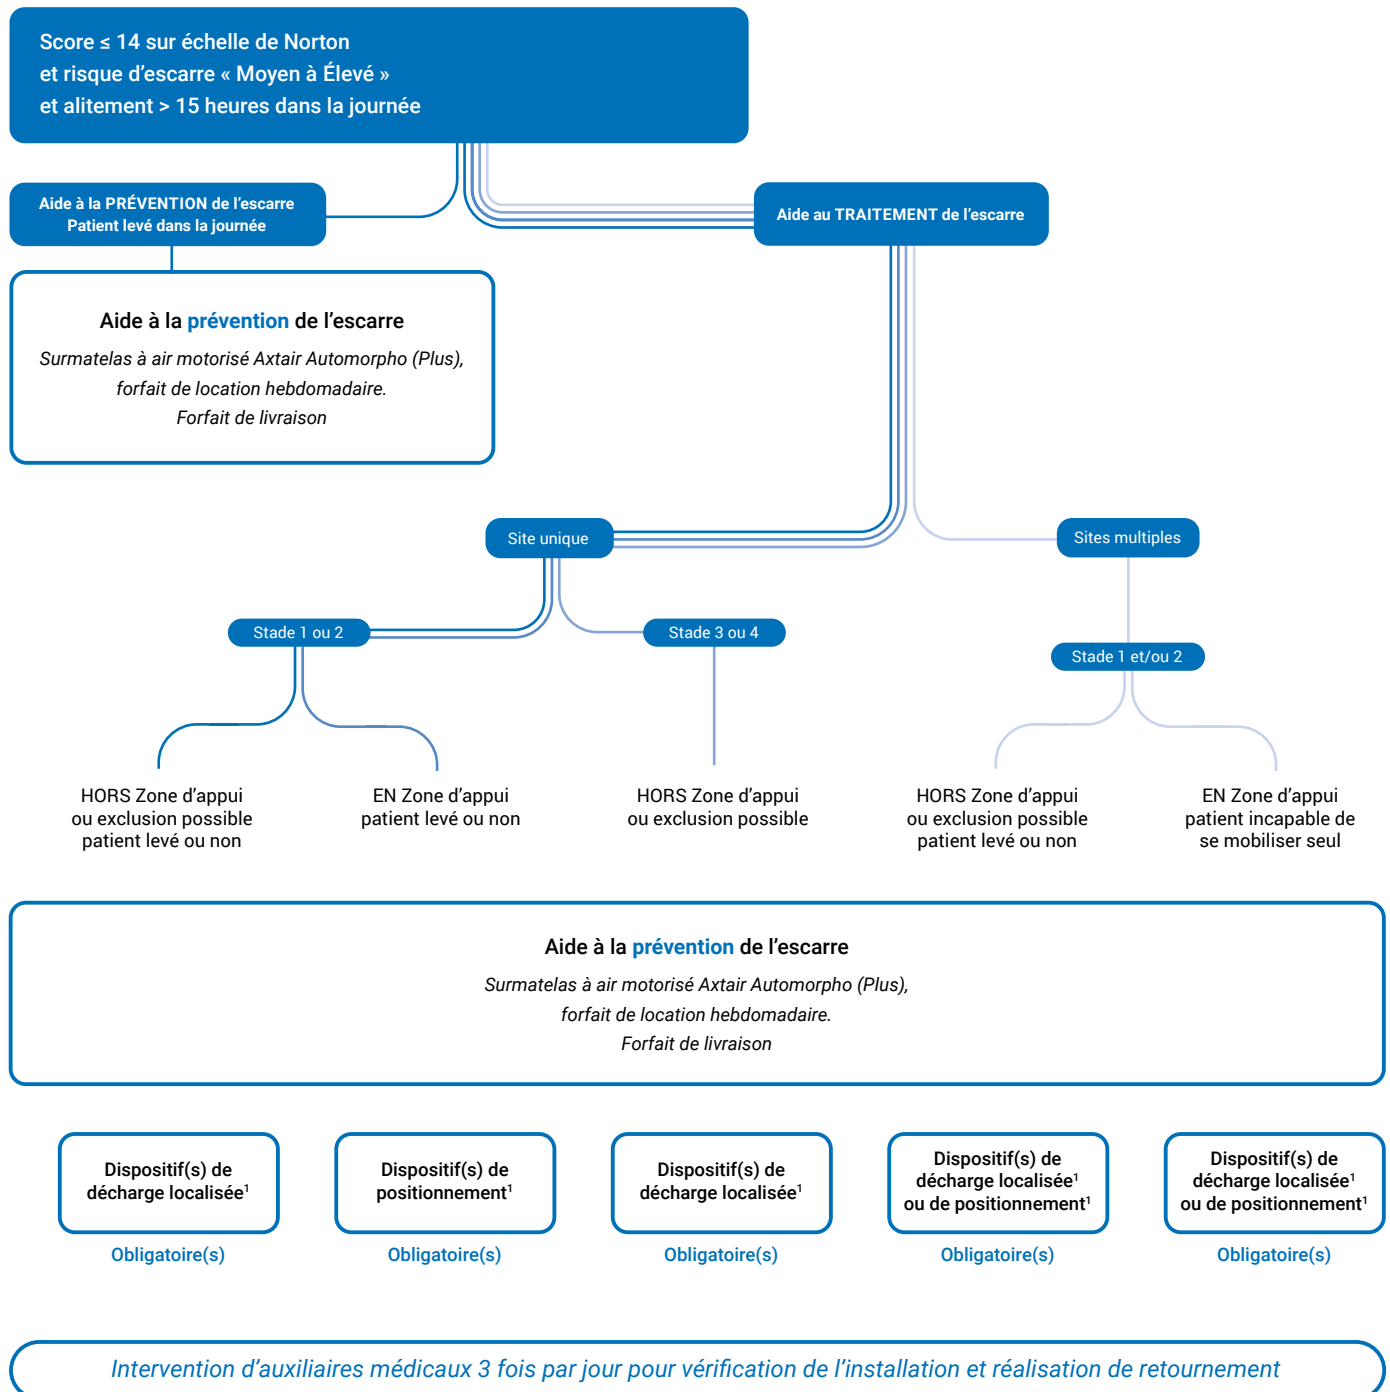 Score ≤ 14 sur échelle de Norton
et risque d’escarre « Moyen à Élevé »
et alitement > 15 heures dans la journée
Aide à la PRÉVENTION de l’escarre
Patient levé dans la journée
Aide au TRAITEMENT de l’escarre
Aide à la prévention de l’escarre
Surmatelas à air motorisé Axtair Automorpho (Plus),
forfait de location hebdomadaire.
Forfait de livraison
Site unique
Sites multiples
Stade 1 ou 2
Stade 3 ou 4
Stade 1 et/ou 2
HORS Zone d’appui
ou exclusion possible
patient levé ou non
EN Zone d’appui
patient levé ou non
HORS Zone d’appui
ou exclusion possible
HORS Zone d’appui
ou exclusion possible
patient levé ou non
EN Zone d’appui
patient incapable de
se mobiliser seul
Aide à la prévention de l’escarre
Surmatelas à air motorisé Axtair Automorpho (Plus),
forfait de location hebdomadaire.
Forfait de livraison
Dispositif(s) de
décharge localisée¹
Obligatoire(s)
Dispositif(s) de
positionnement¹
Obligatoire(s)
Dispositif(s) de
décharge localisée¹
Obligatoire(s)
Dispositif(s) de
décharge localisée¹
ou de positionnement¹
Obligatoire(s)
Dispositif(s) de
décharge localisée¹
ou de positionnement¹
Obligatoire(s)
Intervention d’auxiliaires médicaux 3 fois par jour pour vérification de l’installation et réalisation de retournement